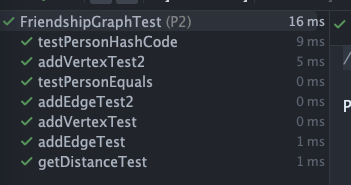 FriendshipGraphTest (P2) 16 ms
testPersonHashCode 9 ms
addVertexTest2 5 ms
testPersonEquals 0 ms
addEdgeTest2 0 ms
addVertexTest 0 ms
addEdgeTest 1 ms
getDistanceTest 1 ms